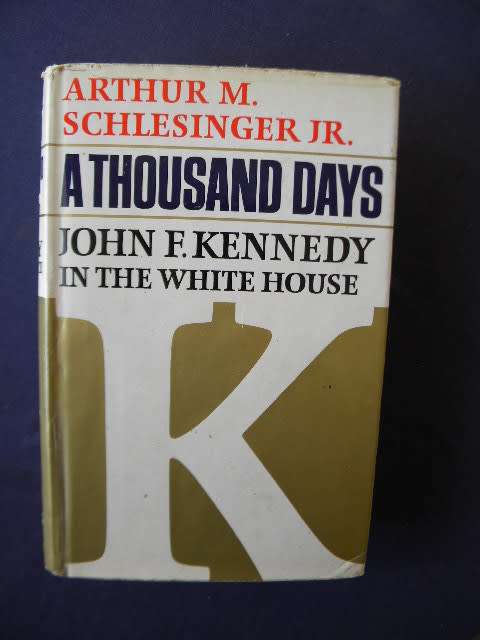 ARTHUR M.
SCHLESINGER JR.
A THOUSAND DAYS
JOHN F. KENNEDY
IN THE WHITE HOUSE
K